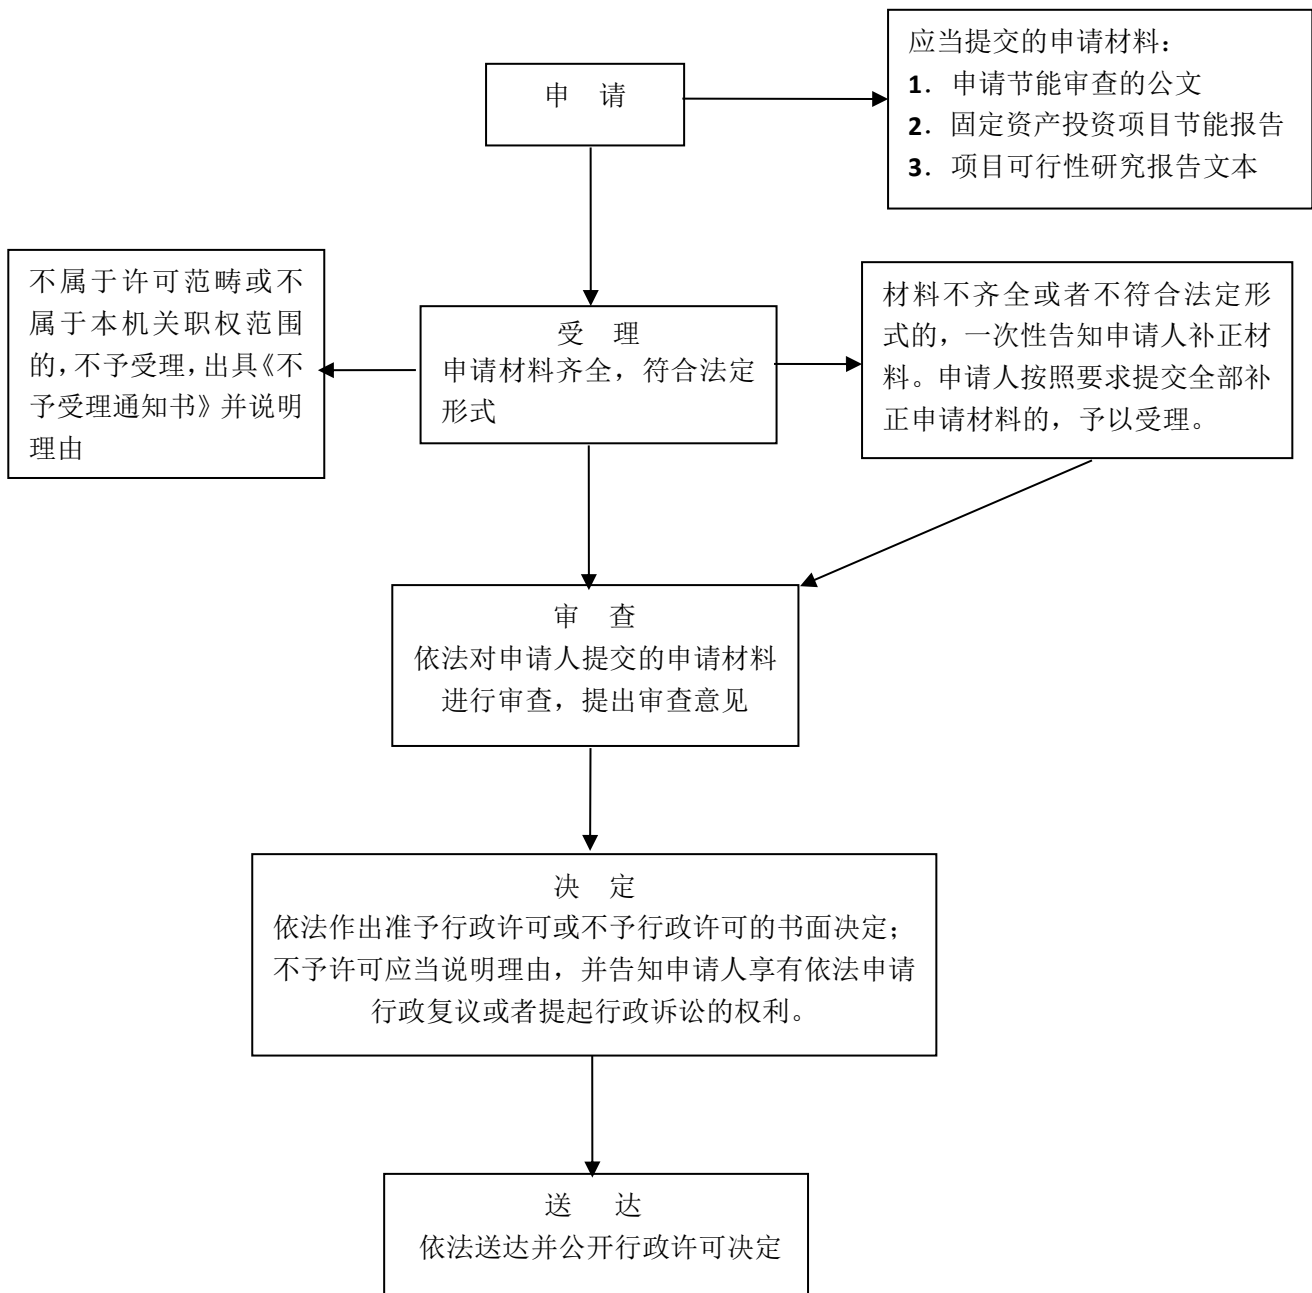 申 请
应当提交的申请材料：
1. 申请节能审查的公文
2. 固定资产投资项目节能报告
3. 项目可行性研究报告文本
不属于许可范畴或不
属于本机关职权范围
的，不予受理，出具《不
予受理通知书》并说明
理由
受 理
申请材料齐全，符合法定
形式
材料不齐全或者不符合法定形
式的，一次性告知申请人补正材
料。申请人按照要求提交全部补
正申请材料的，予以受理。
审 查
依法对申请人提交的申请材料
进行审查，提出审查意见
决 定
依法作出准予行政许可或不予行政许可的书面决定；
不予许可应当说明理由，并告知申请人享有依法申请
行政复议或者提起行政诉讼的权利。
送 达
依法送达并公开行政许可决定